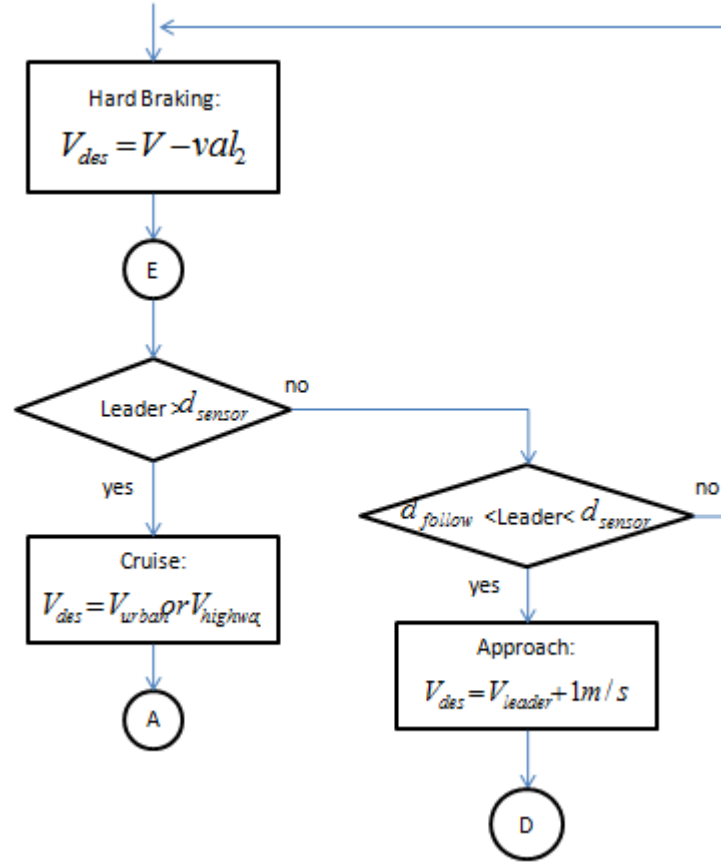 Hard Braking:
V_des = V - val_2
E
Leader > d_sensor
no
yes
d_follow < Leader < d_sensor
no
Cruise:
V_des = V_urban or V_highwa
yes
Approach:
V_des = V_leader + 1m/s
A
D